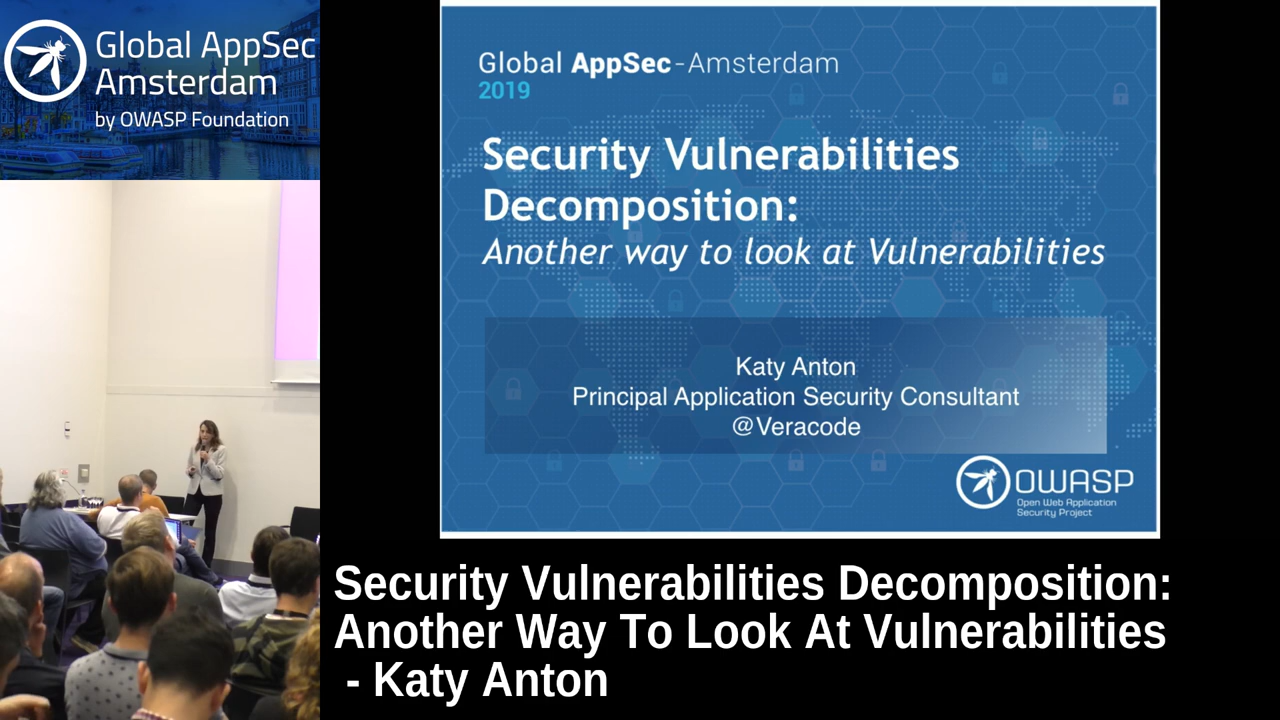 Global AppSec
Amsterdam
by OWASP Foundation
Global AppSec - Amsterdam
2019
Security Vulnerabilities
Decomposition:
Another way to look at Vulnerabilities
Katy Anton
Principal Application Security Consultant
@Veracode
OWASP
Open Web Application
Security Project
Security Vulnerabilities Decomposition:
Another Way To Look At Vulnerabilities
- Katy Anton